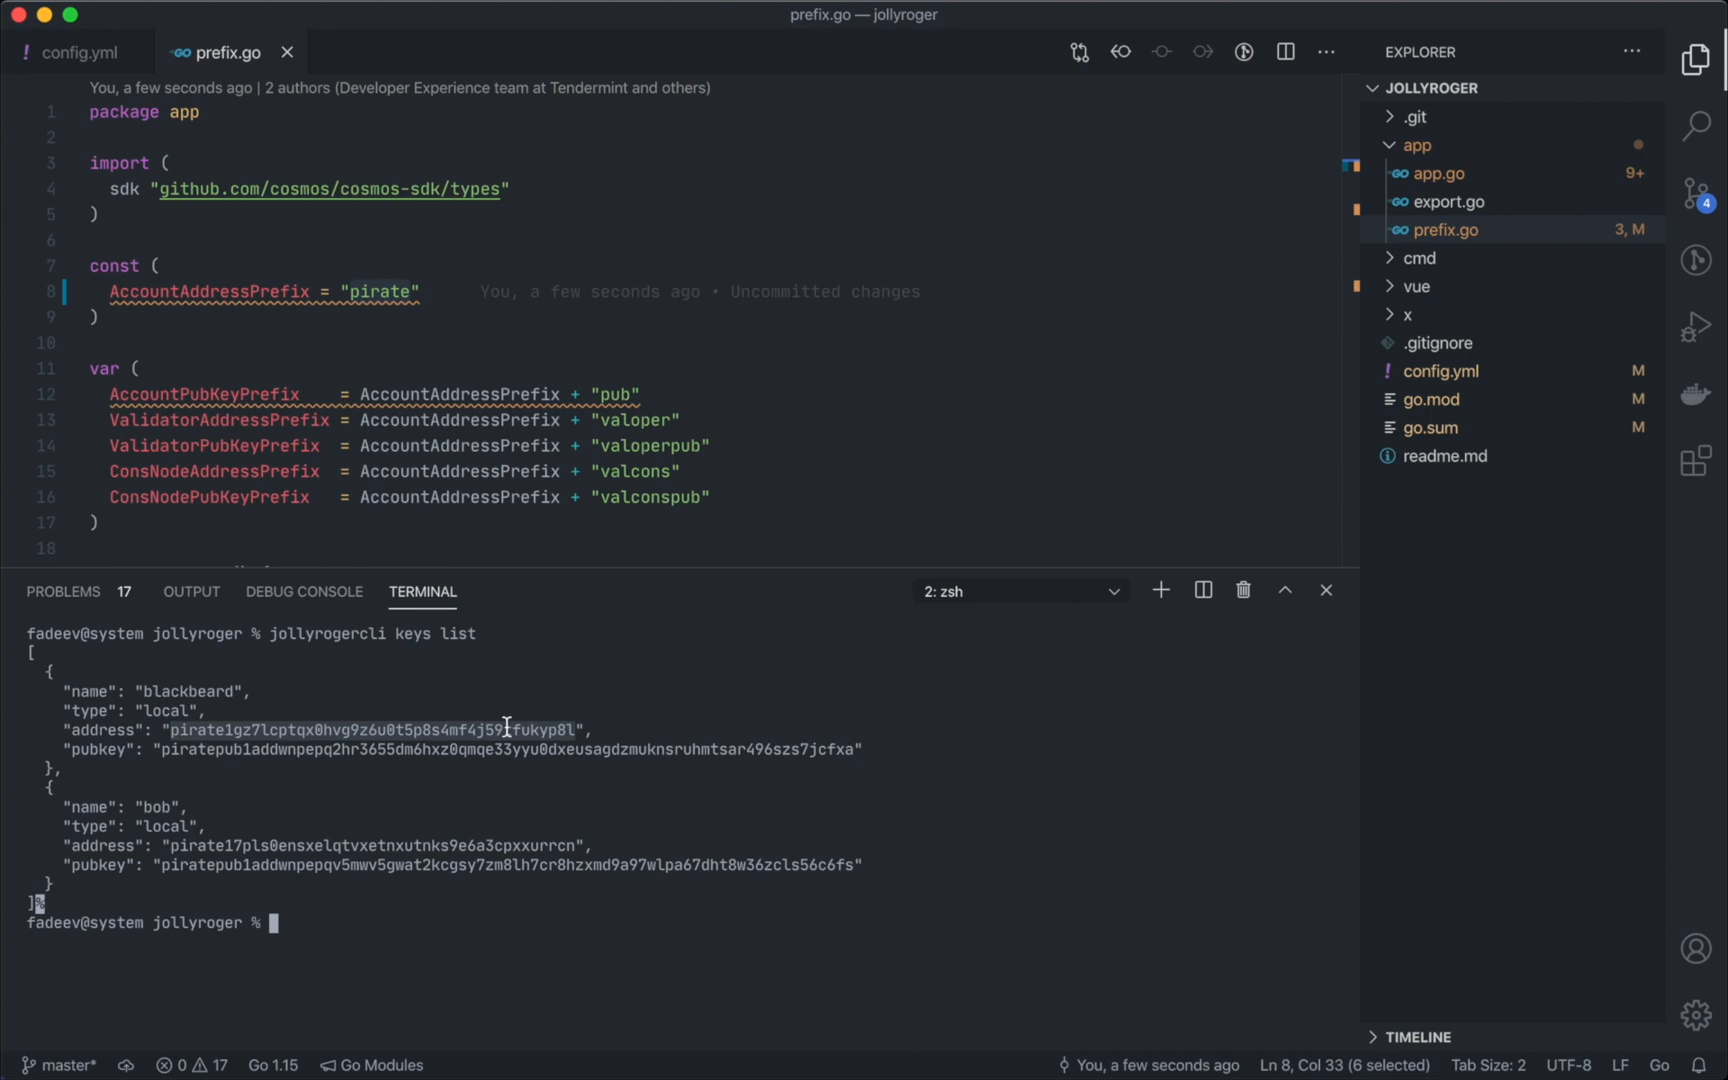 prefix.go — jollyroger
! config.yml
GO prefix.go
You, a few seconds ago | 2 authors (Developer Experience team at Tendermint and others)
1 package app
2
3 import (
4 sdk "github.com/cosmos/cosmos-sdk/types"
5 )
6
7 const (
8 AccountAddressPrefix = "pirate" You, a few seconds ago • Uncommitted changes
9 )
10
11 var (
12 AccountPubKeyPrefix = AccountAddressPrefix + "pub"
13 ValidatorAddressPrefix = AccountAddressPrefix + "valoper"
14 ValidatorPubKeyPrefix = AccountAddressPrefix + "valoperpub"
15 ConsNodeAddressPrefix = AccountAddressPrefix + "valcons"
16 ConsNodePubKeyPrefix = AccountAddressPrefix + "valconspub"
17 )
18
PROBLEMS 17 OUTPUT DEBUG CONSOLE TERMINAL
2: zsh
fadeev@system jollyroger % jollyrogercli keys list
[
{
"name": "blackbeard",
"type": "local",
"address": "pirate1gz7lcptqx0hvg9z6u0t5p8s4mf4j59 fukyp8l",
"pubkey": "piratepub1addwnpepq2hr3655dm6hxz0qmqe33yyu0dxeusagdzmuknsruhmtsar496szs7jcfxa"
},
{
"name": "bob",
"type": "local",
"address": "pirate17pls0ensxelqtvxetnxutnks9e6a3cpxxurrcn",
"pubkey": "piratepub1addwnpepqv5mwv5gwat2kcgsy7zm8lh7cr8hzxmd9a97wlpa67dht8w36zcls56c6fs"
}
]%
fadeev@system jollyroger %
EXPLORER
JOLLYROGER
.git
app
GO app.go 9+
GO export.go
GO prefix.go 3, M
cmd
vue
x
.gitignore
! config.yml M
go.mod M
go.sum M
readme.md
TIMELINE
4
master* 0 17 Go 1.15 Go Modules
You, a few seconds ago Ln 8, Col 33 (6 selected) Tab Size: 2 UTF-8 LF Go